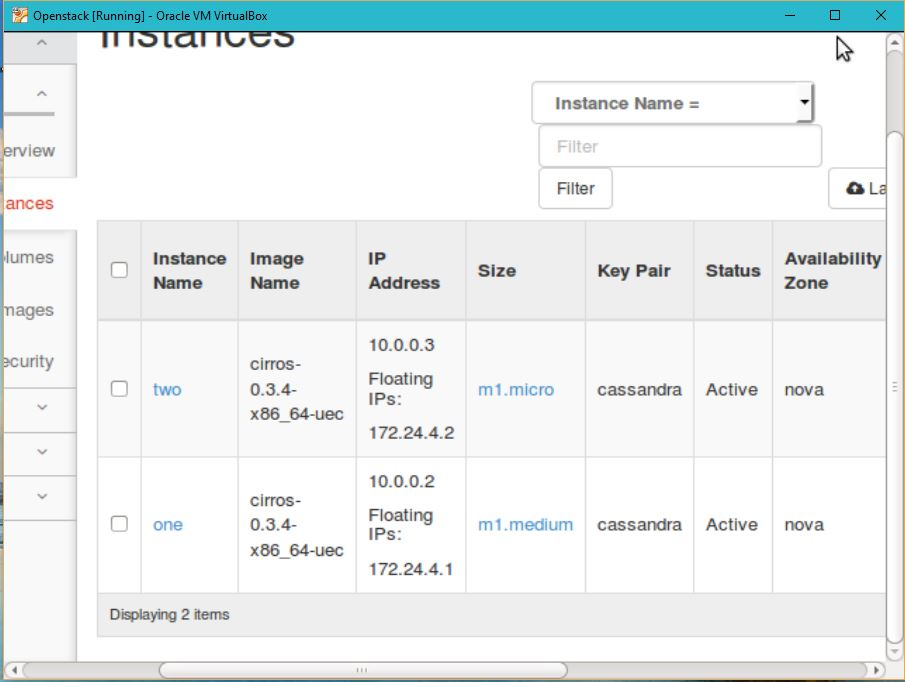 Openstack [Running] - Oracle VM VirtualBox
Instances
erview
ances
lumes
mages
ecurity
Instance Name =
Filter
Filter
La
Instance Name
Image Name
IP Address
Size
Key Pair
Status
Availability Zone
two
cirros-
0.3.4-
x86_64-uec
10.0.0.3
Floating
IPs:
172.24.4.2
m1.micro
cassandra
Active
nova
one
cirros-
0.3.4-
x86_64-uec
10.0.0.2
Floating
IPs:
172.24.4.1
m1.medium
cassandra
Active
nova
Displaying 2 items